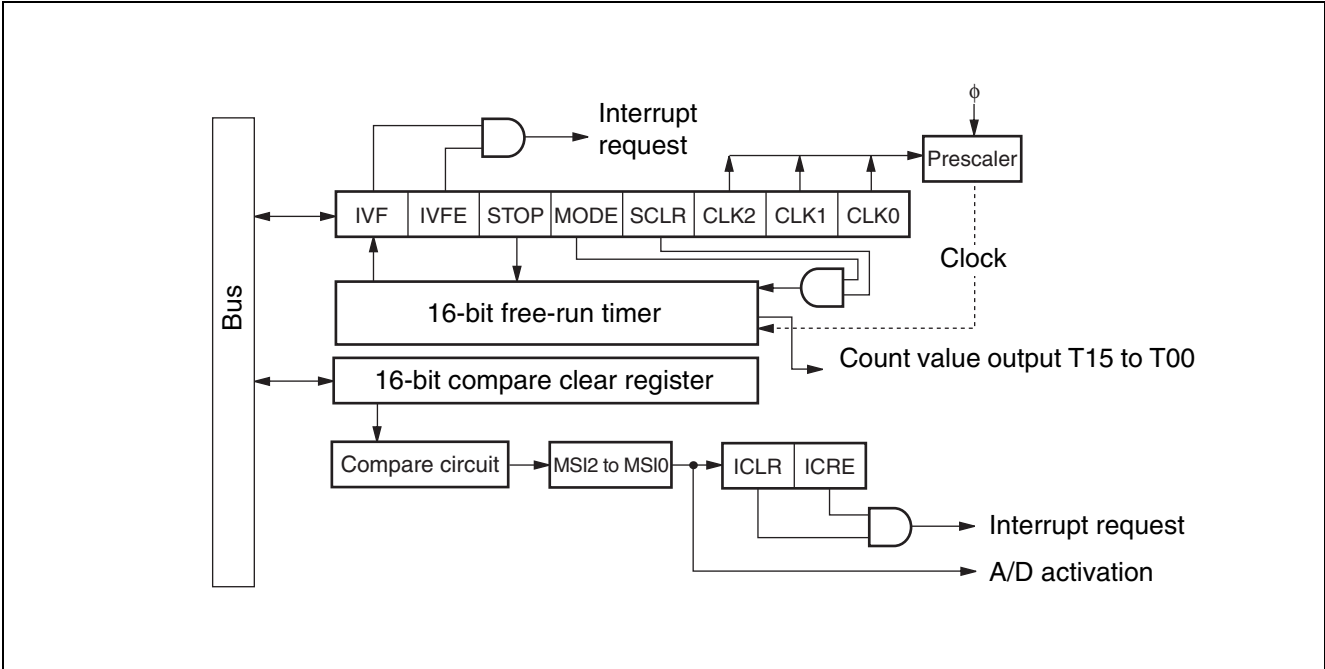 ϕ
Interrupt
request
Prescaler
IVF IVFE STOP MODE SCLR CLK2 CLK1 CLK0
Clock
Bus
16-bit free-run timer
Count value output T15 to T00
16-bit compare clear register
Compare circuit
MSI2 to MSI0
ICLR ICRE
Interrupt request
A/D activation